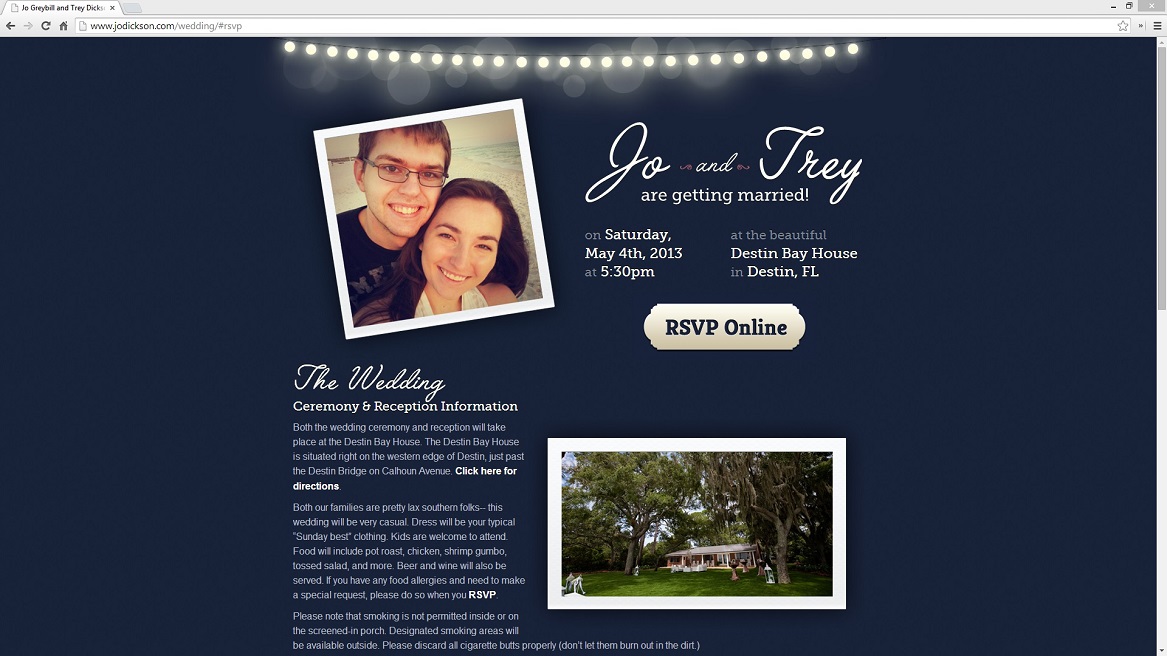 Jo Greybill and Trey Dicks
www.jodickson.com/wedding/#rsvp
Jo and Trey
are getting married!
on Saturday,
May 4th, 2013
at 5:30pm
at the beautiful
Destin Bay House
in Destin, FL
RSVP Online
The Wedding
Ceremony & Reception Information
Both the wedding ceremony and reception will take
place at the Destin Bay House. The Destin Bay House
is situated right on the western edge of Destin, just past
the Destin Bridge on Calhoun Avenue. Click here for
directions.
Both our families are pretty lax southern folks-- this
wedding will be very casual. Dress will be your typical
"Sunday best" clothing. Kids are welcome to attend.
Food will include pot roast, chicken, shrimp gumbo,
tossed salad, and more. Beer and wine will also be
served. If you have any food allergies and need to make
a special request, please do so when you RSVP.
Please note that smoking is not permitted inside or on
the screened-in porch. Designated smoking areas will
be available outside. Please discard all cigarette butts properly (don't let them burn out in the dirt.)